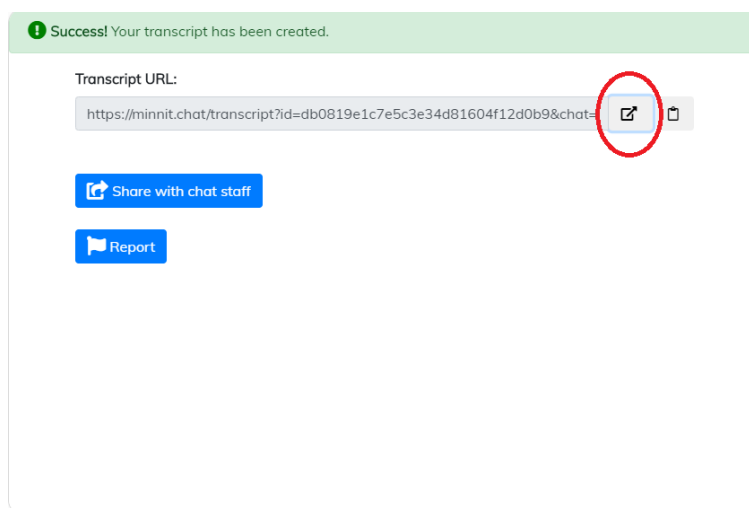 Success! Your transcript has been created.
Transcript URL:
https://minnit.chat/transcript?id=db0819e1c7e5c3e34d81604f12d0b9&chat=
Share with chat staff
Report